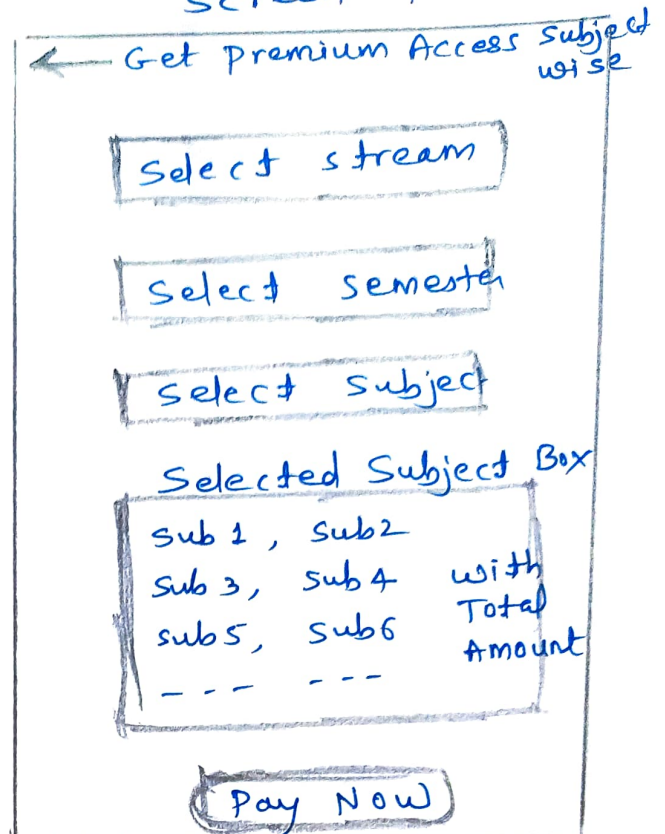 Get Premium Access Subject
wise
Select stream
Select semester
Select Subject
Selected Subject Box
Sub 1 , Sub2
Sub 3, Sub 4 with
Total
sub5, Sub6
Amount
--- ---
Pay Now